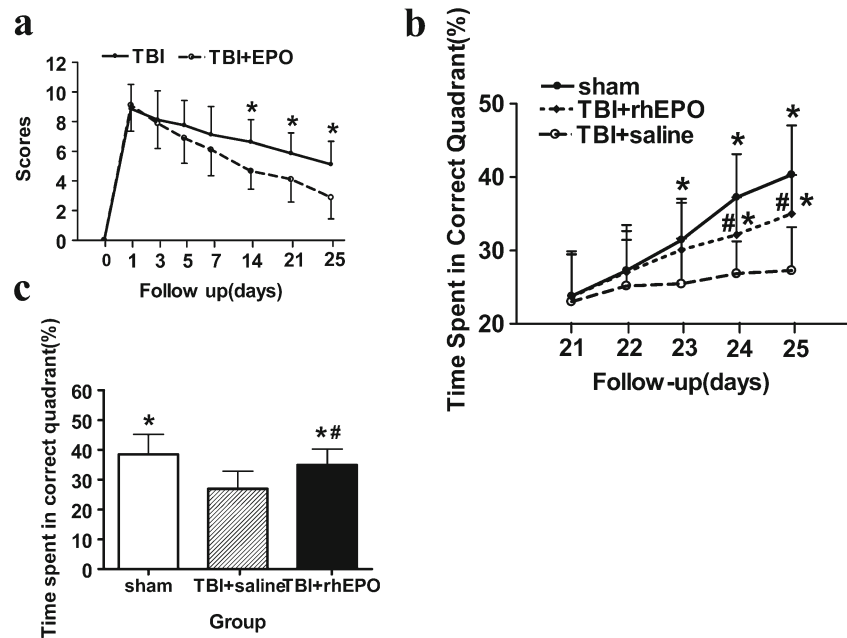 a
TBI TBI+EPO
12
10
8
6
4
2
0
Scores
* * *
0 1 3 5 7 14 21 25
Follow up(days)
b
Time Spent in Correct Quadrant(%)
sham
TBI+rhEPO
TBI+saline
50
40
30
20
* * *
#* #*
21 22 23 24 25
Follow-up(days)
c
Time spent in correct quadrant(%)
60
50
40
30
20
10
0
* *#
sham TBI+saline TBI+rhEPO
Group